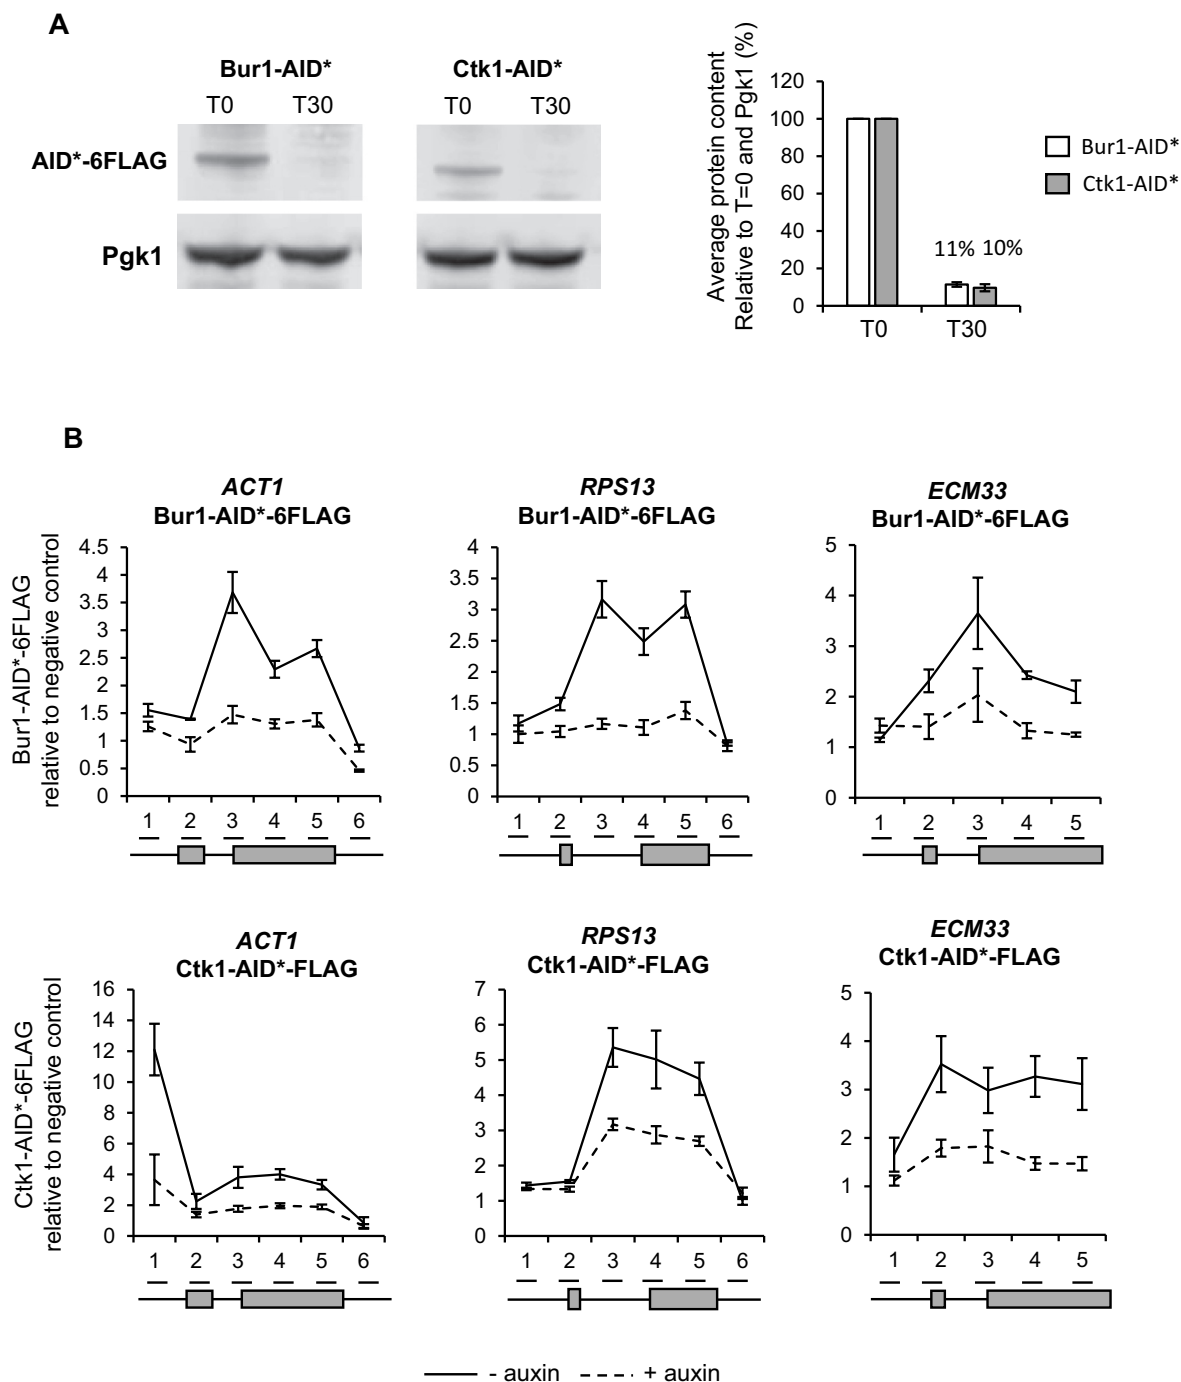 A
Bur1-AID*
Ctk1-AID*
T0
T30
T0
T30
AID*-6FLAG
Pgk1
Average protein content
Relative to T=0 and Pgk1 (%)
120
100
80
60
40
20
0
11%
10%
T0
T30
Bur1-AID*
Ctk1-AID*
B
ACT1
Bur1-AID*-6FLAG
Bur1-AID*-6FLAG
relative to negative control
4.5
4
3.5
3
2.5
2
1.5
1
0.5
0
1 2 3 4 5 6
RPS13
Bur1-AID*-6FLAG
4
3.5
3
2.5
2
1.5
1
0.5
0
1 2 3 4 5 6
ECM33
Bur1-AID*-6FLAG
5
4
3
2
1
0
1 2 3 4 5
ACT1
Ctk1-AID*-FLAG
Ctk1-AID*-6FLAG
relative to negative control
16
14
12
10
8
6
4
2
0
1 2 3 4 5 6
RPS13
Ctk1-AID*-FLAG
7
6
5
4
3
2
1
0
1 2 3 4 5 6
ECM33
Ctk1-AID*-FLAG
5
4
3
2
1
0
1 2 3 4 5
- auxin
+ auxin